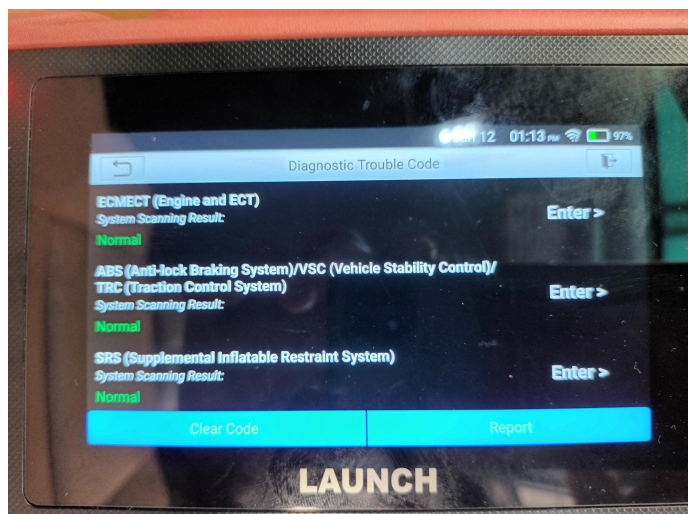 12 01:13 PM 97%
Diagnostic Trouble Code
ECMECT (Engine and ECT)
System Scanning Result:
Enter >
Normal
ABS (Anti-lock Braking System)/VSC (Vehicle Stability Control)/
TRC (Traction Control System)
System Scanning Result:
Enter >
Normal
SRS (Supplemental Inflatable Restraint System)
System Scanning Result:
Enter >
Normal
Clear Code Report
LAUNCH